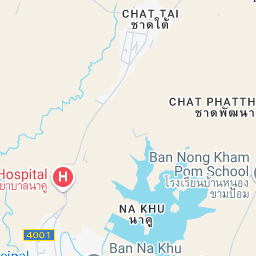 CHAT TAI
ชาดใต้
CHAT PHATTH
ชาดพัฒนา
Ban Nong Kham
Pom School
โรงเรียนบ้านหนอง
ขามป้อม
Hospital
ยาบาลนาคู
H
NA KHU
นาคู
4001
Ban Na Khu